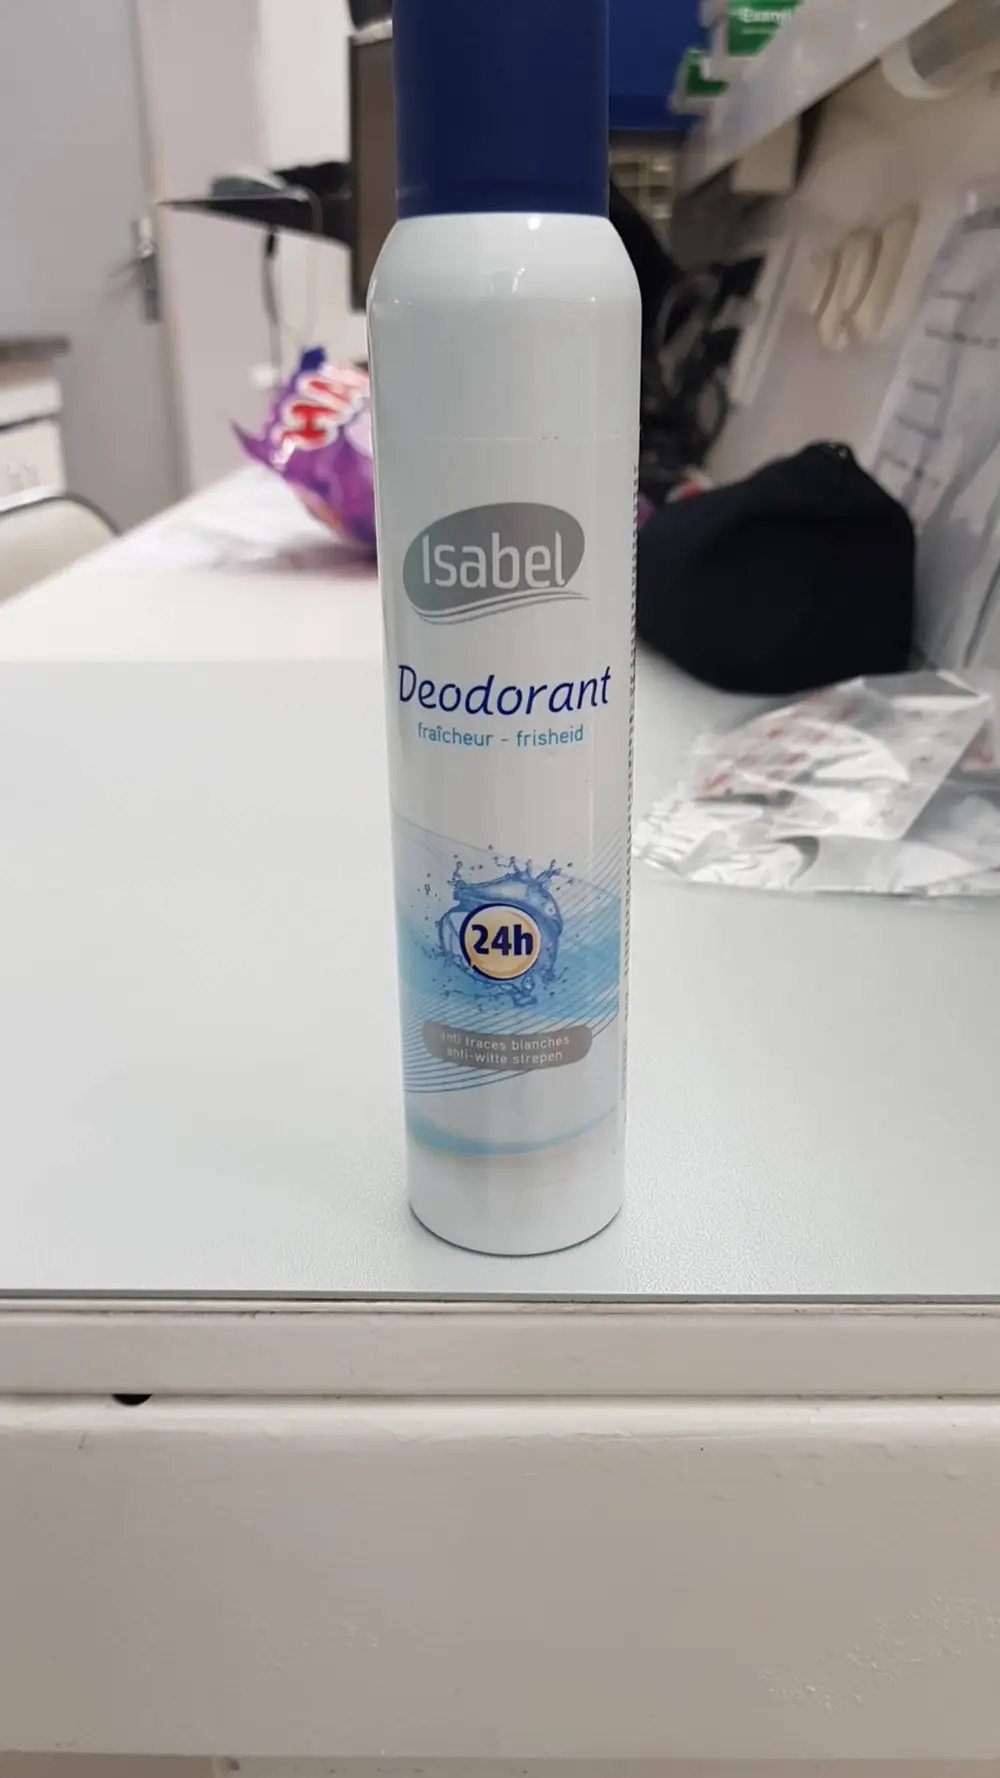 Isabel
Deodorant
fraîcheur - frisheid
24h
anti traces blanches
anti-witte strepen